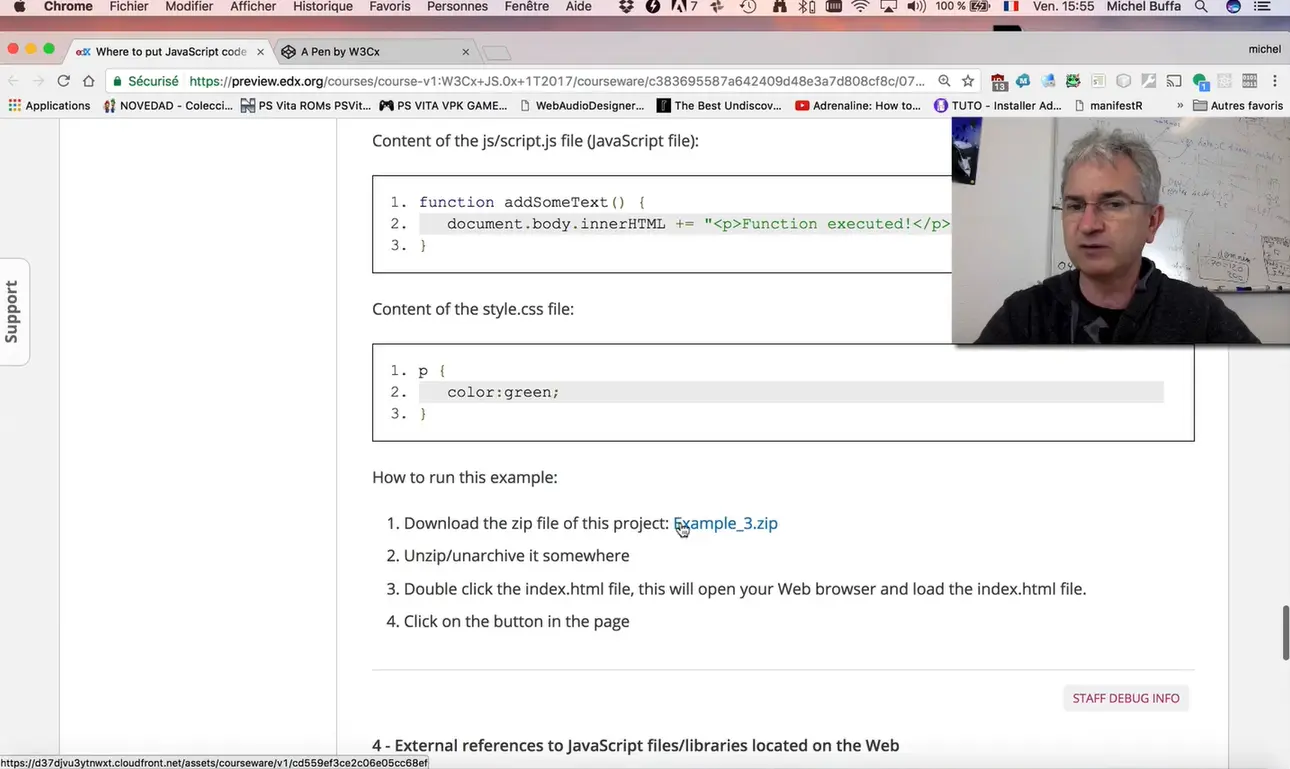 Chrome Fichier Modifier Afficher Historique Favoris Personnes Fenêtre Aide 7 100 % Ven. 15:55 Michel Buffa
edX Where to put JavaScript code A Pen by W3Cx michel
Sécurisé https://preview.edx.org/courses/course-v1:W3Cx+JS.0x+1T2017/courseware/c383695587a642409d48e3a7d808cf8c/07... 13 1
Applications NOVEDAD - Colecci... PS Vita ROMs PSVit... PS VITA VPK GAME... WebAudioDesigner... The Best Undiscov... Adrenaline: How to... TUTO - Installer Ad... manifestR » Autres favoris
Content of the js/script.js file (JavaScript file):
1. function addSomeText() {
2. document.body.innerHTML += "<p>Function executed!</p>
3. }
Content of the style.css file:
Support
1. p {
2. color:green;
3. }
How to run this example:
1. Download the zip file of this project: Example_3.zip
2. Unzip/unarchive it somewhere
3. Double click the index.html file, this will open your Web browser and load the index.html file.
4. Click on the button in the page
STAFF DEBUG INFO
4 - External references to JavaScript files/libraries located on the Web
https://d37djvu3ytnwxt.cloudfront.net/assets/courseware/v1/cd559ef3ce2c06e05cc68ef